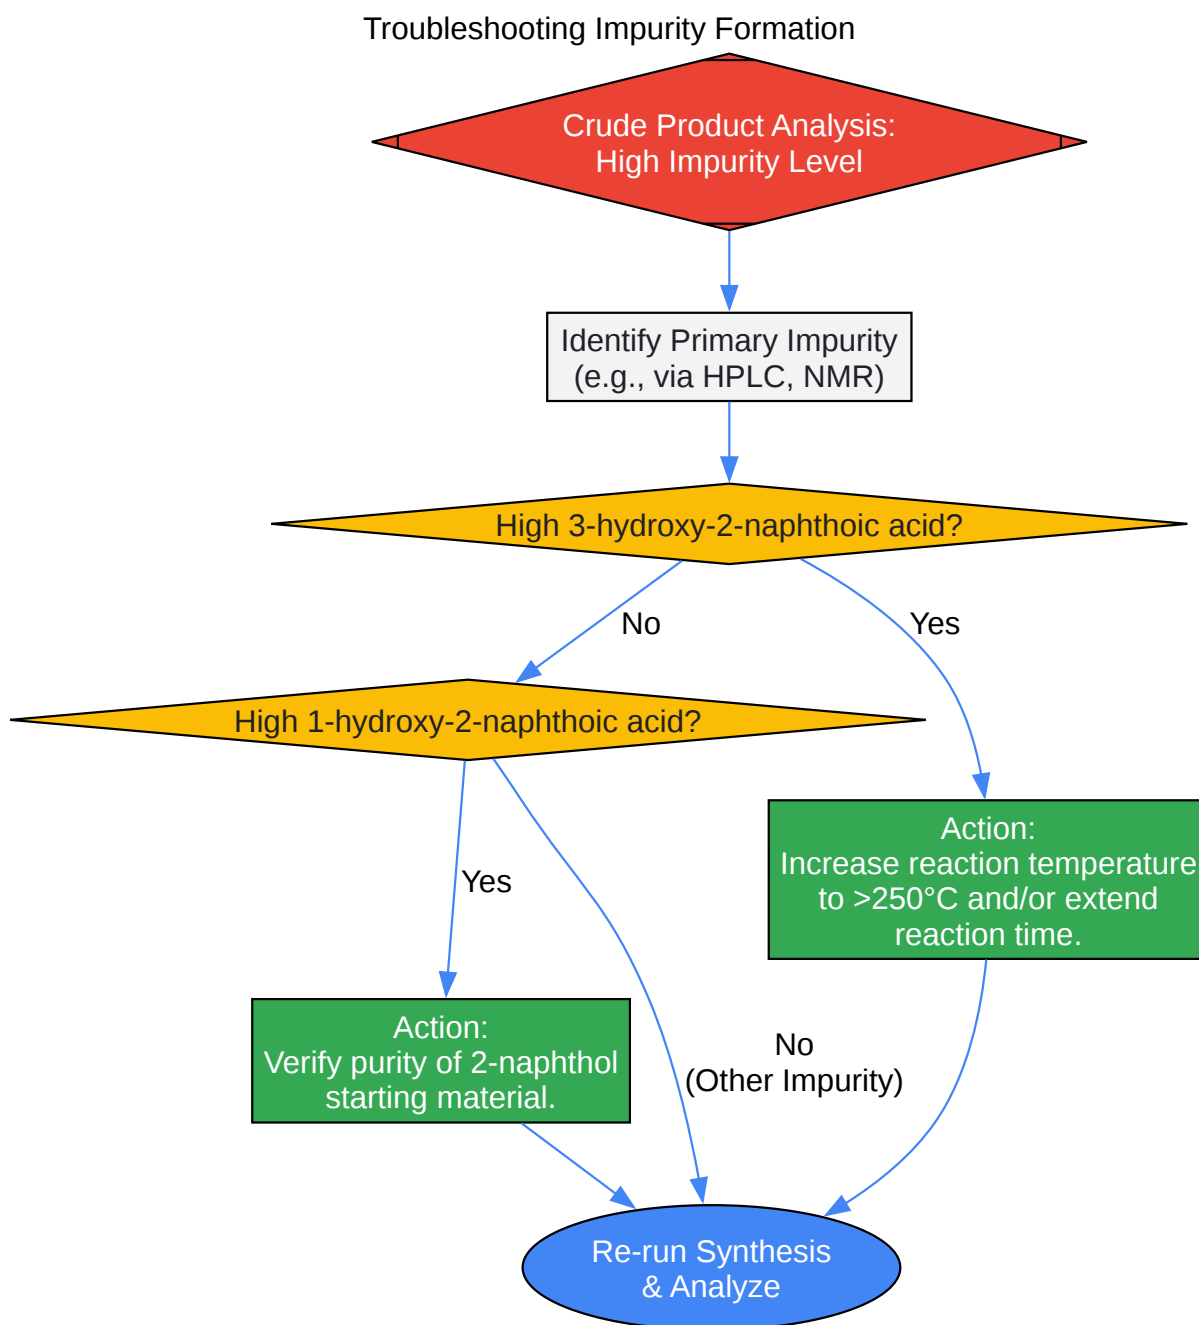 Troubleshooting Impurity Formation
Crude Product Analysis:
High Impurity Level
Identify Primary Impurity
(e.g., via HPLC, NMR)
High 3-hydroxy-2-naphthoic acid?
No
Yes
High 1-hydroxy-2-naphthoic acid?
Action:
Increase reaction temperature
to >250°C and/or extend
reaction time.
Yes
Action:
Verify purity of 2-naphthol
starting material.
No
(Other Impurity)
Re-run Synthesis
& Analyze